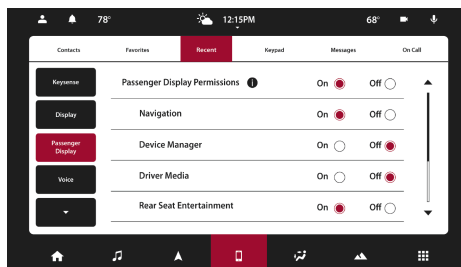 78° 12:15PM 68°
Contacts Favorites Recent Keypad Messages On Call
Keysense
Display
Passenger
Display
Voice
Passenger Display Permissions i On Off
Navigation On Off
Device Manager On Off
Driver Media On Off
Rear Seat Entertainment On Off